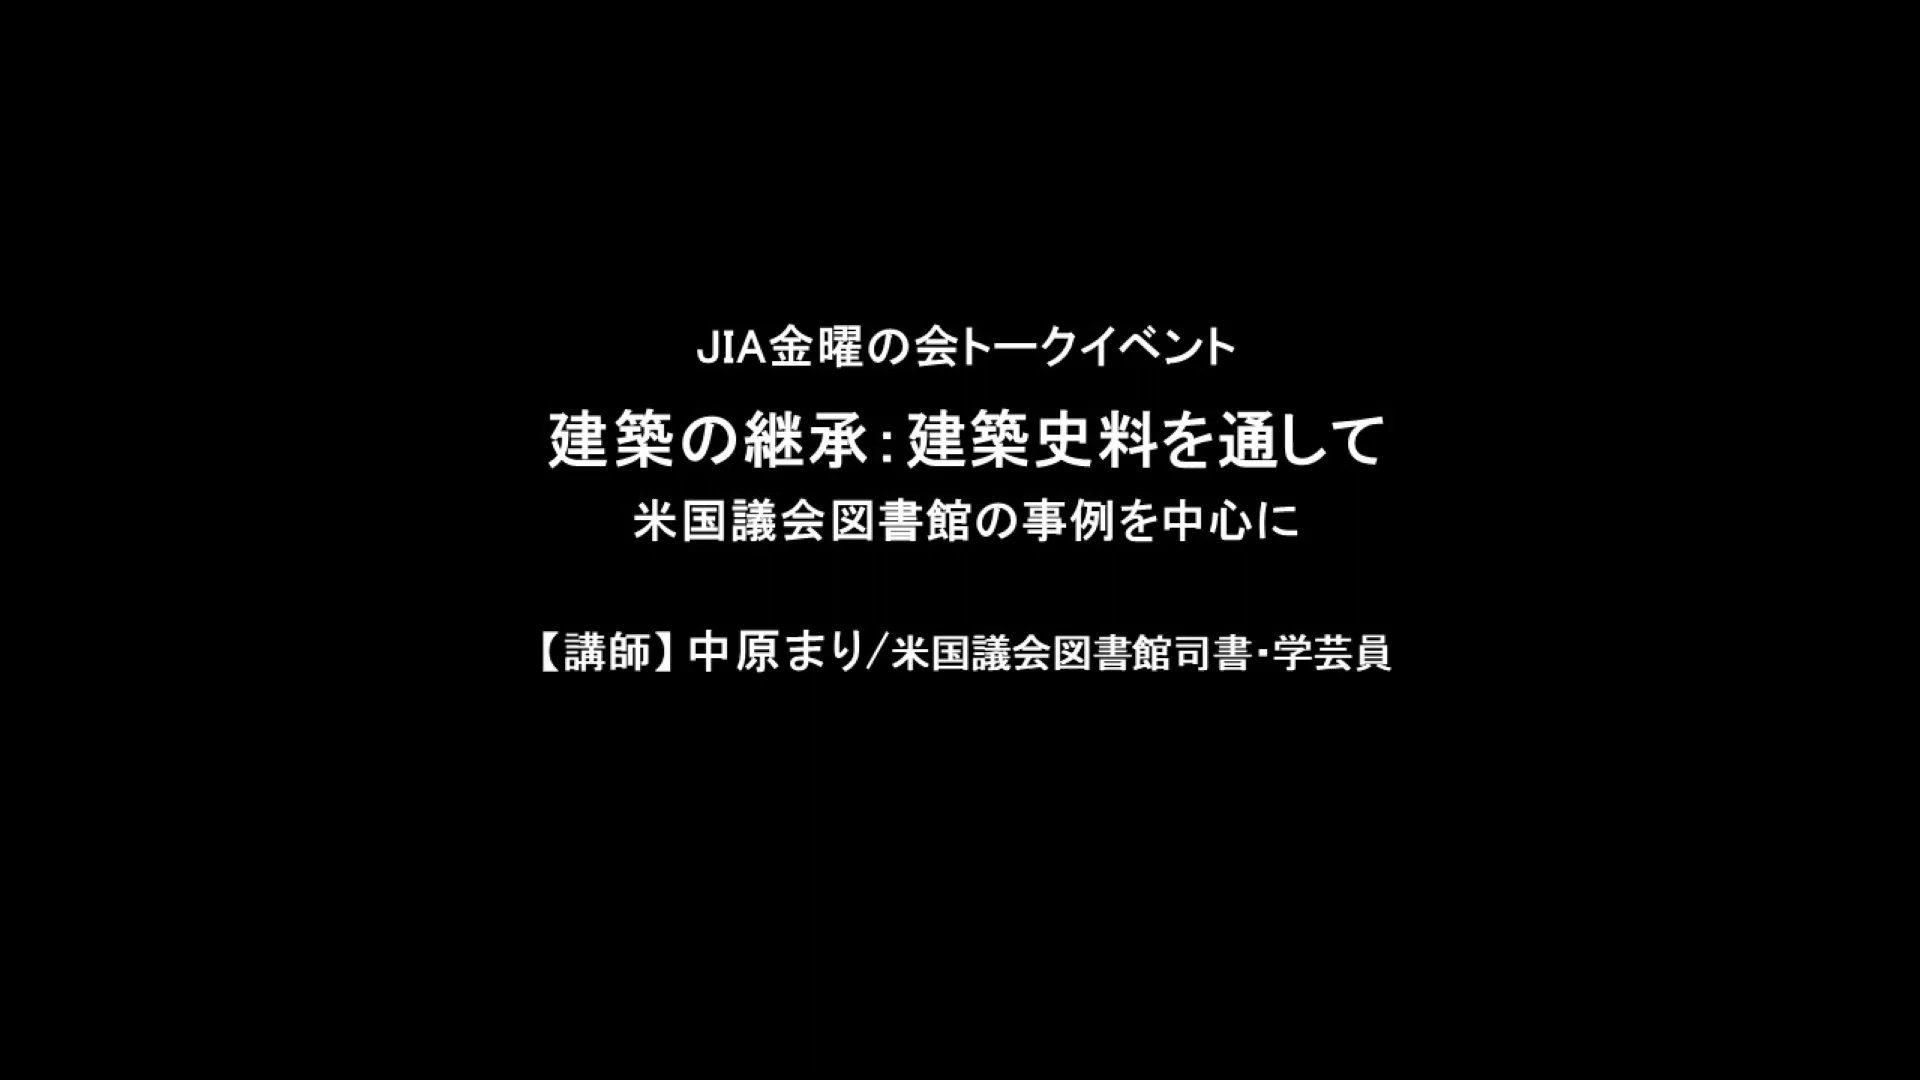 JIA金曜の会トークイベント
建築の継承：建築史料を通して
米国議会図書館の事例を中心に
【講師】中原まり/米国議会図書館司書・学芸員